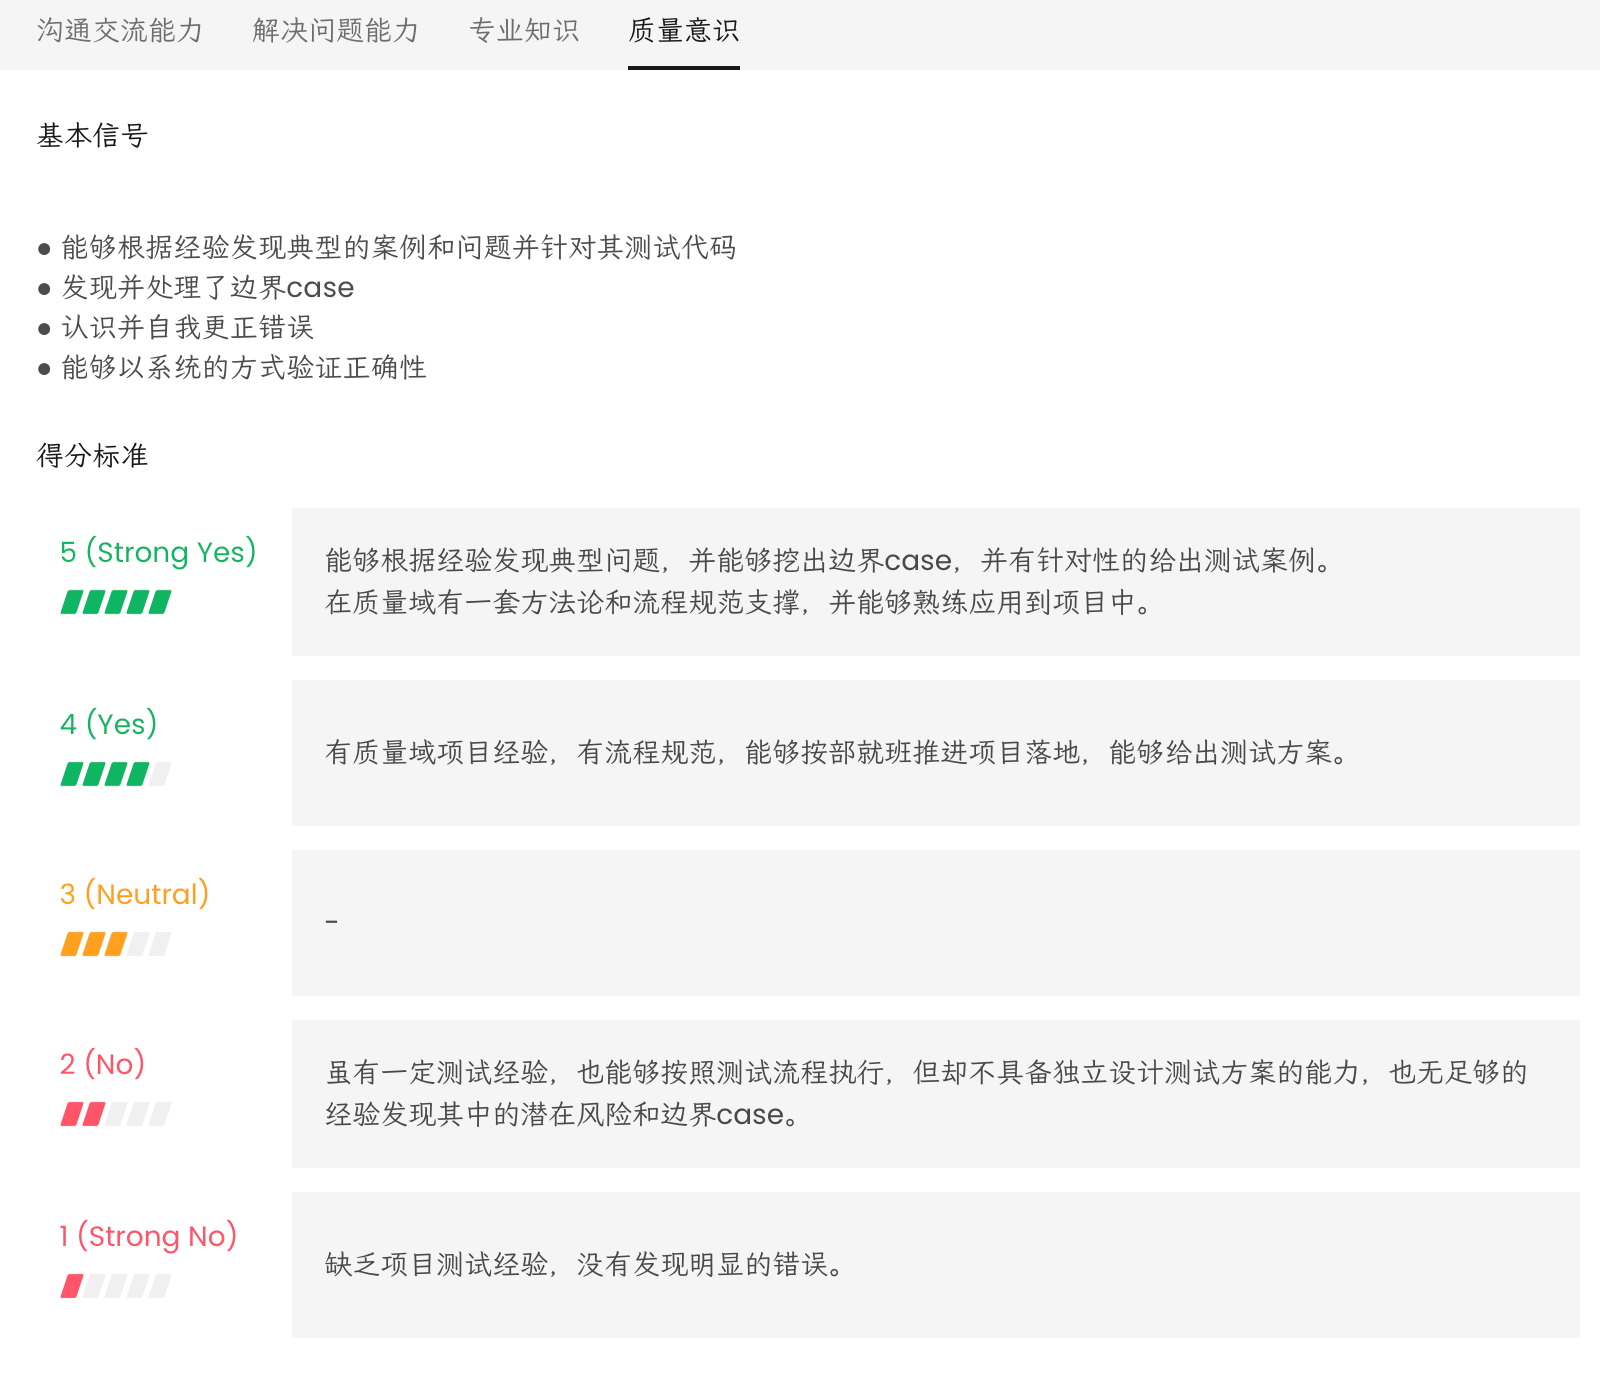 沟通交流能力 解决问题能力 专业知识 质量意识
基本信号
● 能够根据经验发现典型的案例和问题并针对其测试代码
● 发现并处理了边界case
● 认识并自我更正错误
● 能够以系统的方式验证正确性
得分标准
5 (Strong Yes)
能够根据经验发现典型问题，并能够挖出边界case，并有针对性的给出测试案例。
在质量域有一套方法论和流程规范支撑，并能够熟练应用到项目中。
4 (Yes)
有质量域项目经验，有流程规范，能够按部就班推进项目落地，能够给出测试方案。
3 (Neutral)
-
2 (No)
虽有一定测试经验，也能够按照测试流程执行，但却不具备独立设计测试方案的能力，也无足够的
经验发现其中的潜在风险和边界case。
1 (Strong No)
缺乏项目测试经验，没有发现明显的错误。